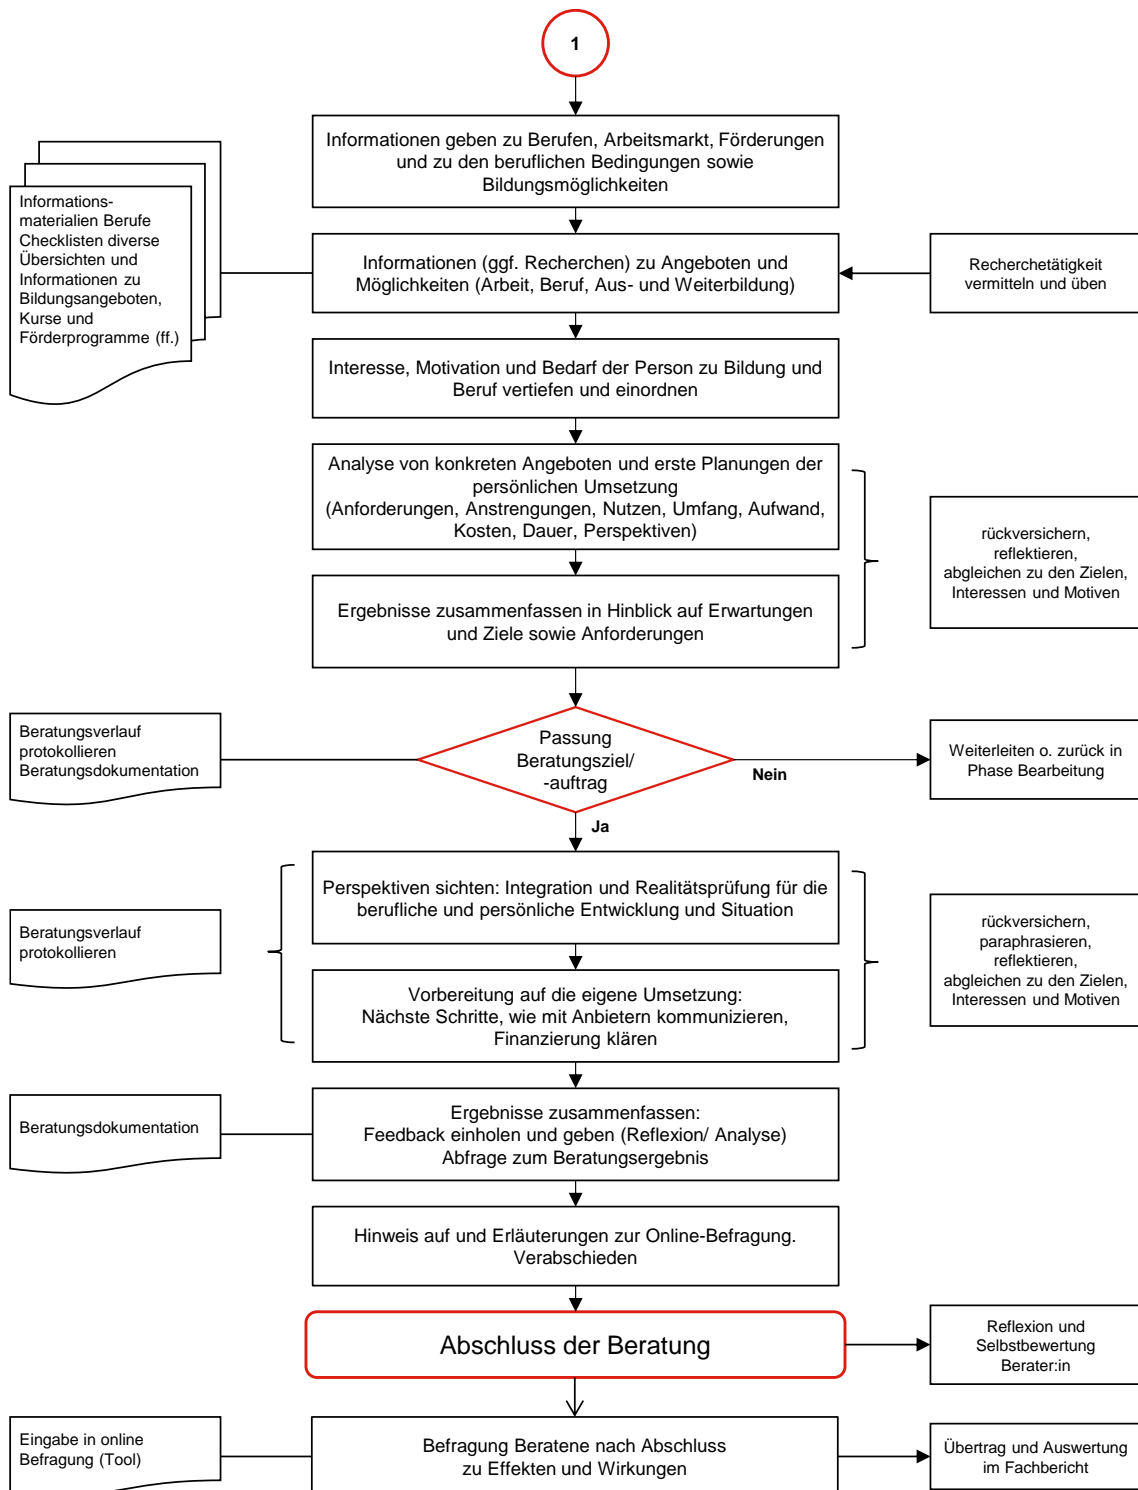 1
Informationen geben zu Berufen, Arbeitsmarkt, Förderungen
und zu den beruflichen Bedingungen sowie
Bildungsmöglichkeiten
Informations-
materialien Berufe
Checklisten diverse
Übersichten und
Informationen zu
Bildungsangeboten,
Kurse und
Förderprogramme (ff.)
Informationen (ggf. Recherchen) zu Angeboten und
Möglichkeiten (Arbeit, Beruf, Aus- und Weiterbildung)
Recherchetätigkeit
vermitteln und üben
Interesse, Motivation und Bedarf der Person zu Bildung und
Beruf vertiefen und einordnen
Analyse von konkreten Angeboten und erste Planungen der
persönlichen Umsetzung
(Anforderungen, Anstrengungen, Nutzen, Umfang, Aufwand,
Kosten, Dauer, Perspektiven)
rückversichern,
reflektieren,
abgleichen zu den Zielen,
Interessen und Motiven
Ergebnisse zusammenfassen in Hinblick auf Erwartungen
und Ziele sowie Anforderungen
Beratungsverlauf
protokollieren
Beratungsdokumentation
Passung
Beratungsziel/
-auftrag
Nein
Weiterleiten o. zurück in
Phase Bearbeitung
Ja
Perspektiven sichten: Integration und Realitätsprüfung für die
berufliche und persönliche Entwicklung und Situation
Beratungsverlauf
protokollieren
rückversichern,
paraphrasieren,
reflektieren,
abgleichen zu den Zielen,
Interessen und Motiven
Vorbereitung auf die eigene Umsetzung:
Nächste Schritte, wie mit Anbietern kommunizieren,
Finanzierung klären
Beratungsdokumentation
Ergebnisse zusammenfassen:
Feedback einholen und geben (Reflexion/ Analyse)
Abfrage zum Beratungsergebnis
Hinweis auf und Erläuterungen zur Online-Befragung.
Verabschieden
Abschluss der Beratung
Reflexion und
Selbstbewertung
Berater:in
Eingabe in online
Befragung (Tool)
Befragung Beratene nach Abschluss
zu Effekten und Wirkungen
Übertrag und Auswertung
im Fachbericht